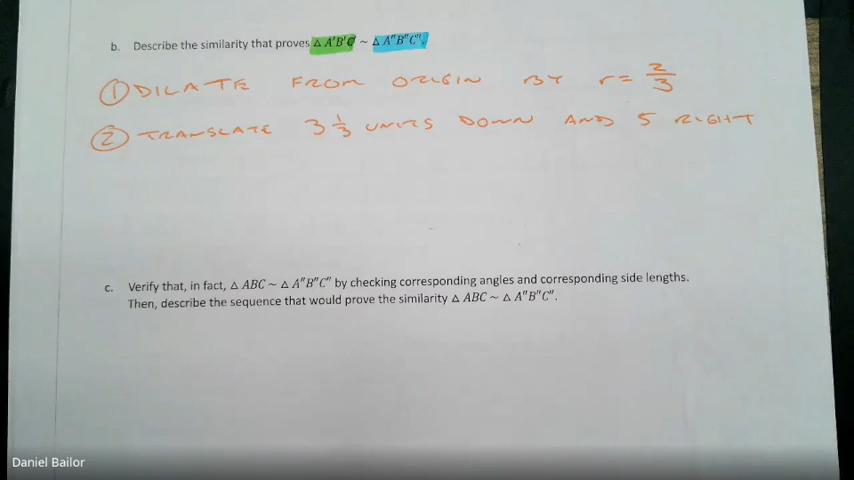 b. Describe the similarity that proves △ A′B′C′ ~ △ A″B″C″.
① DILATE FROM ORIGIN BY r = 2/3
② TRANSLATE 3 1/3 UNITS DOWN AND 5 RIGHT
c. Verify that, in fact, △ ABC ~ △ A″B″C″ by checking corresponding angles and corresponding side lengths.
Then, describe the sequence that would prove the similarity △ ABC ~ △ A″B″C″.
Daniel Bailor